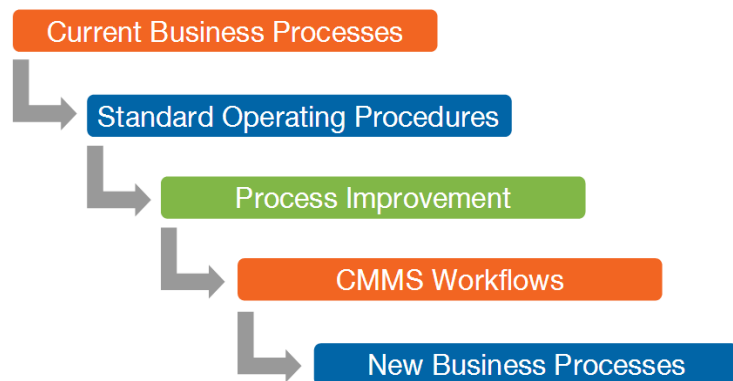 Current Business Processes
Standard Operating Procedures
Process Improvement
CMMS Workflows
New Business Processes